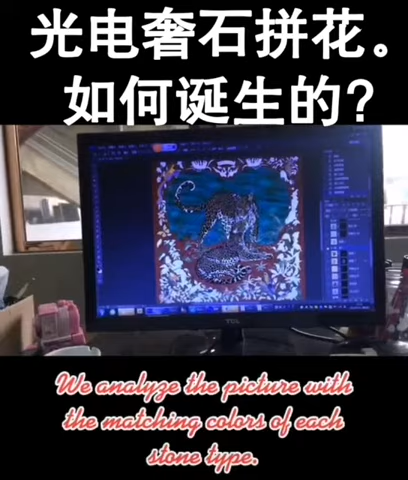 光电奢石拼花。
如何诞生的?
TCL
We analyze the picture with
the matching colors of each
stone type.